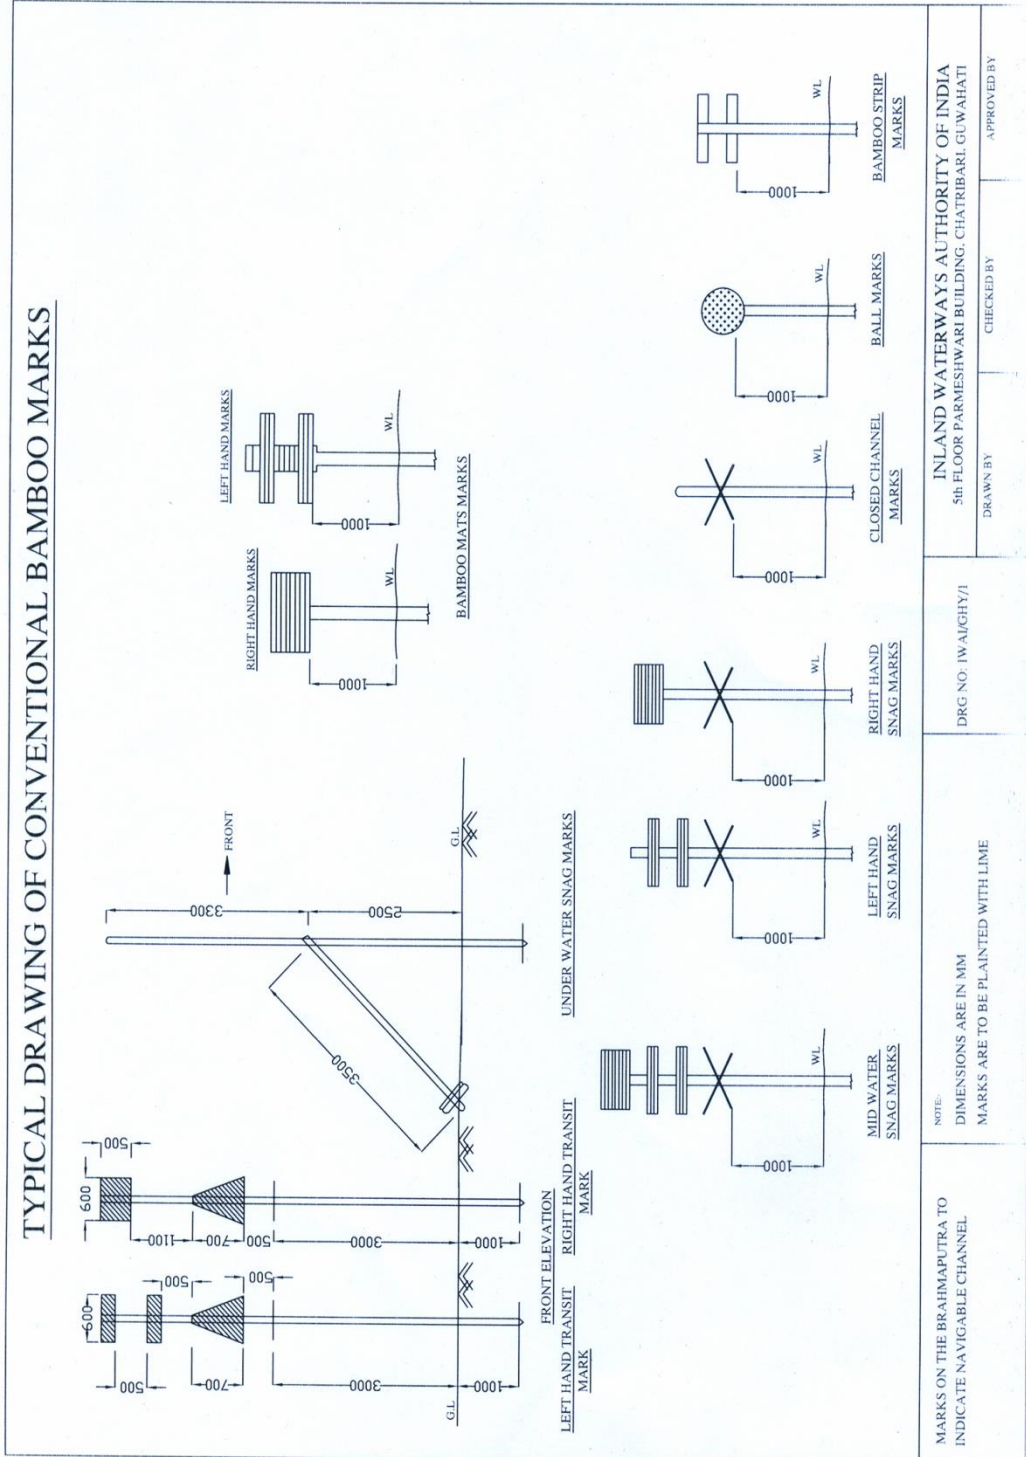 TYPICAL DRAWING OF CONVENTIONAL BAMBOO MARKS
600
500
500
700
500
3000
1000
G.L
LEFT HAND TRANSIT
MARK
600
500
1100
700
500
3000
1000
FRONT ELEVATION
RIGHT HAND TRANSIT
MARK
3500
3300
2500
FRONT
G.L
RIGHT HAND MARKS
1000
WL
LEFT HAND MARKS
1000
WL
BAMBOO MATS MARKS
UNDER WATER SNAG MARKS
1000
WL
MID WATER
SNAG MARKS
1000
WL
LEFT HAND
SNAG MARKS
1000
WL
RIGHT HAND
SNAG MARKS
1000
WL
CLOSED CHANNEL
MARKS
1000
WL
BALL MARKS
1000
WL
BAMBOO STRIP
MARKS
MARKS ON THE BRAHMAPUTRA TO
INDICATE NAVIGABLE CHANNEL
NOTE:-
DIMENSIONS ARE IN MM
MARKS ARE TO BE PLAINTED WITH LIME
DRG NO: IWAI/GHY/1
INLAND WATERWAYS AUTHORITY OF INDIA
5th FLOOR PARMESHWARI BUILDING, CHATRIBARI, GUWAHATI
DRAWN BY
CHECKED BY
APPROVED BY